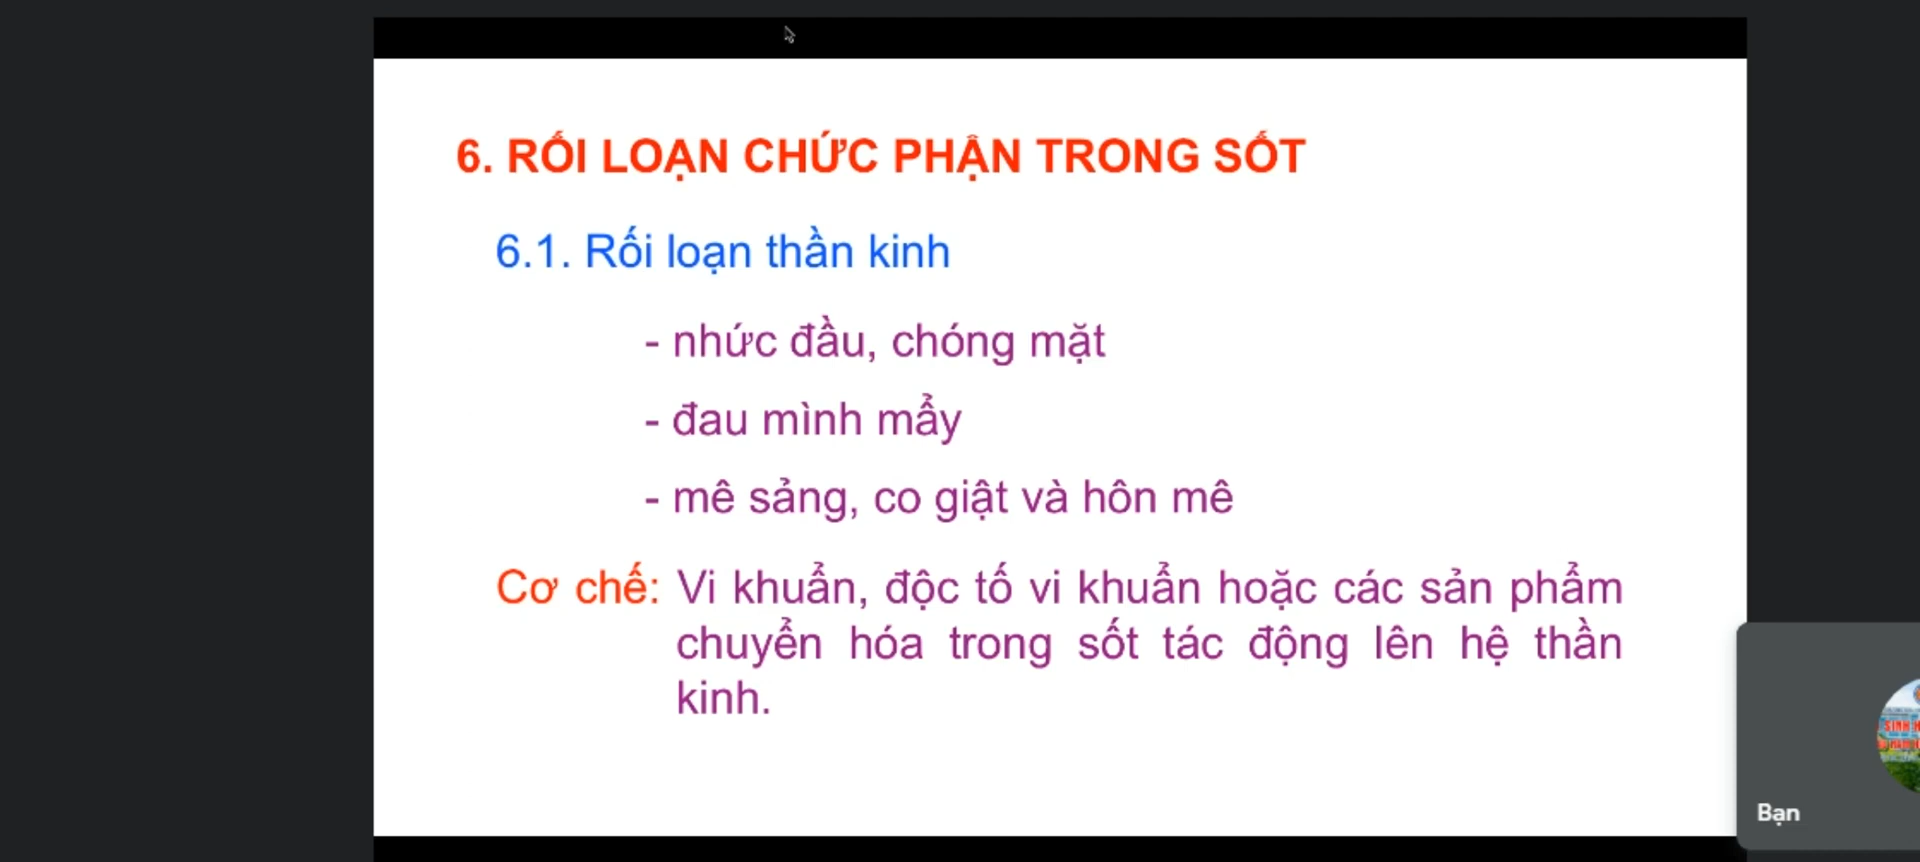 6. RỐI LOẠN CHỨC PHẬN TRONG SỐT
6.1. Rối loạn thần kinh
- nhức đầu, chóng mặt
- đau mình mẩy
- mê sảng, co giật và hôn mê
Cơ chế: Vi khuẩn, độc tố vi khuẩn hoặc các sản phẩm
chuyển hóa trong sốt tác động lên hệ thần
kinh.
Bạn